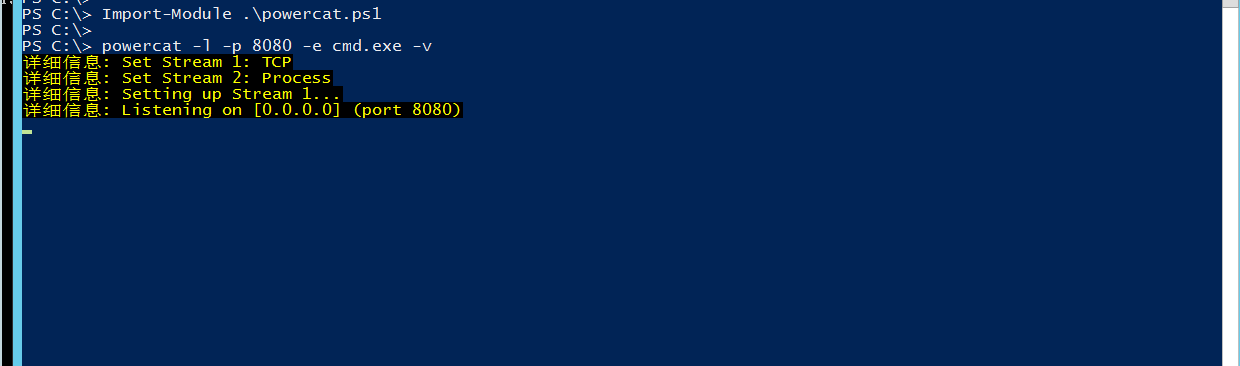 PS C:\>
PS C:\> Import-Module .\powercat.ps1
PS C:\>
PS C:\> powercat -l -p 8080 -e cmd.exe -v
详细信息: Set Stream 1: TCP
详细信息: Set Stream 2: Process
详细信息: Setting up Stream 1...
详细信息: Listening on [0.0.0.0] (port 8080)